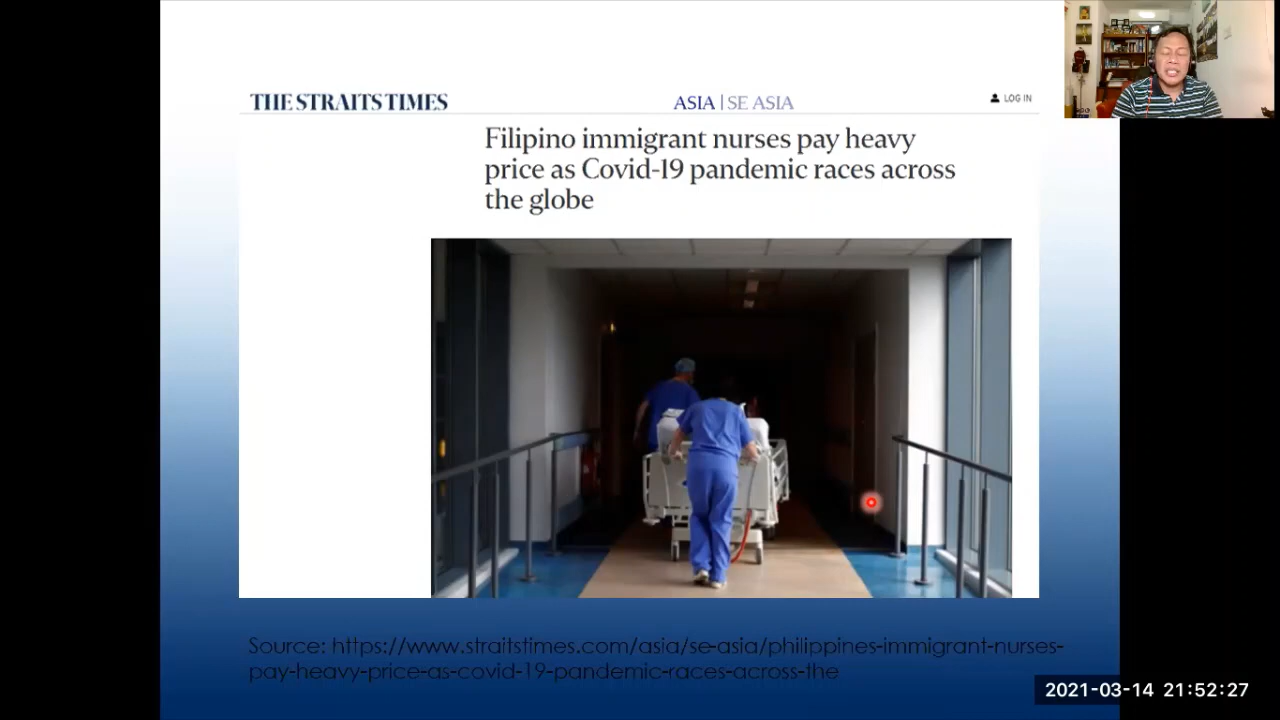 THE STRAITS TIMES
ASIA | SE ASIA
LOG IN
Filipino immigrant nurses pay heavy
price as Covid-19 pandemic races across
the globe
Source: https://www.straitstimes.com/asia/se-asia/philippines-immigrant-nurses-
pay-heavy-price-as-covid-19-pandemic-races-across-the
2021-03-14 21:52:27